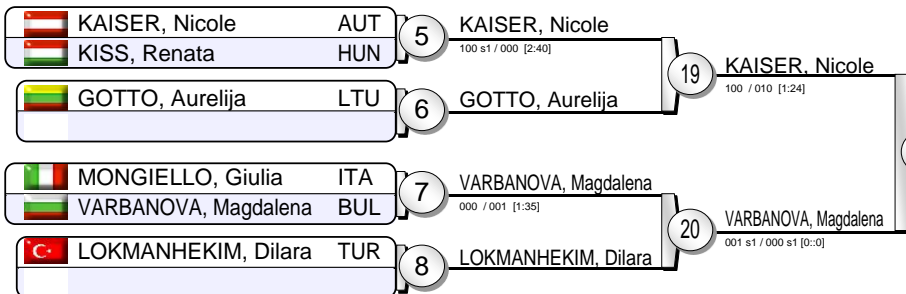 KAISER, Nicole AUT
KISS, Renata HUN
5
KAISER, Nicole
100 s1 / 000 [2:40]
GOTTO, Aurelija LTU
6
GOTTO, Aurelija
19
KAISER, Nicole
100 / 010 [1:24]
MONGIELLO, Giulia ITA
VARBANOVA, Magdalena BUL
7
VARBANOVA, Magdalena
000 / 001 [1:35]
LOKMANHEKIM, Dilara TUR
8
LOKMANHEKIM, Dilara
20
VARBANOVA, Magdalena
001 s1 / 000 s1 [0::0]